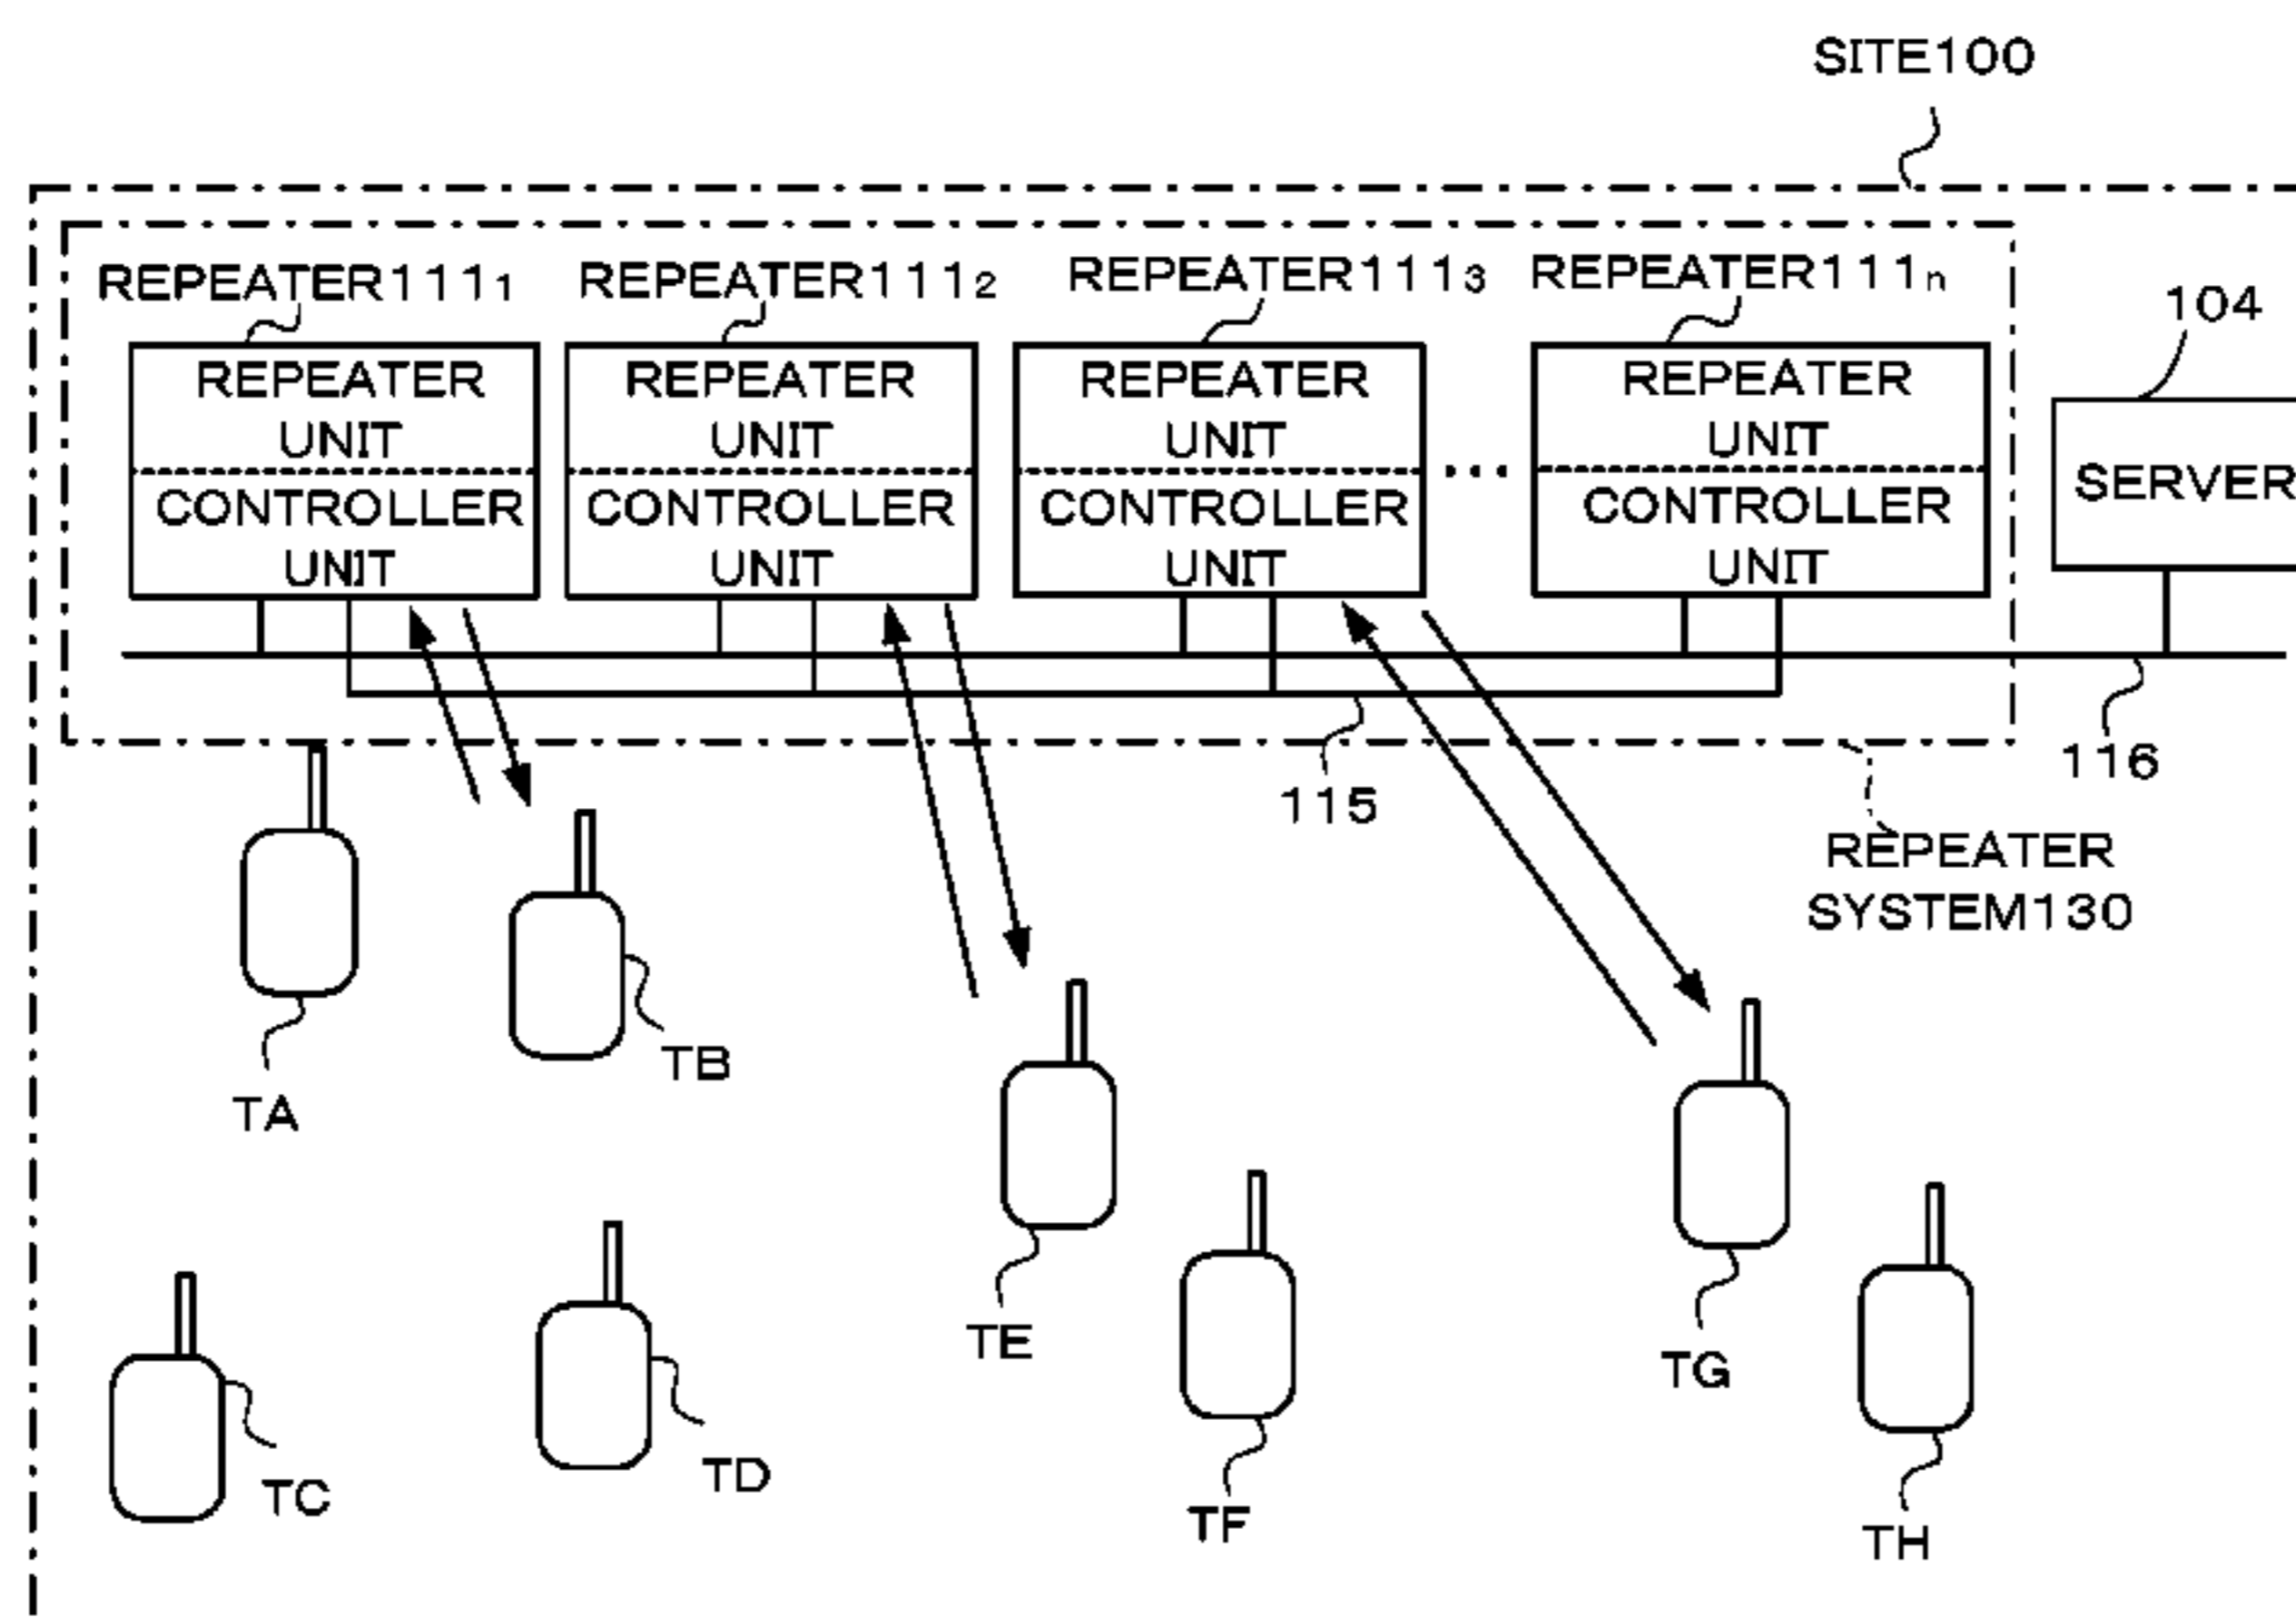 SITE100
REPEATER111₁ REPEATER111₂ REPEATER111₃ REPEATER111ₙ
104
REPEATER UNIT REPEATER UNIT REPEATER UNIT REPEATER UNIT
CONTROLLER UNIT CONTROLLER UNIT CONTROLLER UNIT ... CONTROLLER UNIT
SERVER
116
115
REPEATER
SYSTEM130
TA
TB
TE
TG
TC
TD
TF
TH